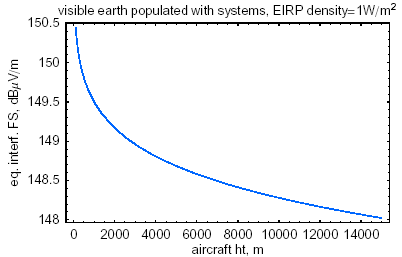 visible earth populated with systems, EIRP density=1W/m²
150.5
150
149.5
149
148.5
148
eq. interf. FS, dBμV/m
0 2000 4000 6000 8000 10000 12000 14000
aircraft ht, m